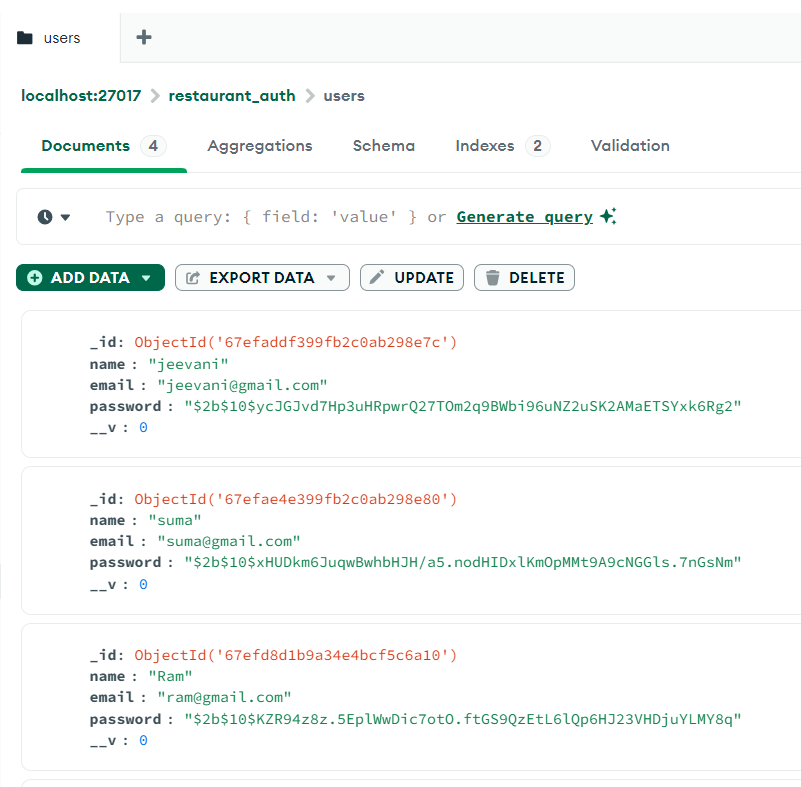 users
localhost:27017 > restaurant_auth > users
Documents 4 Aggregations Schema Indexes 2 Validation
Type a query: { field: 'value' } or Generate query
ADD DATA EXPORT DATA UPDATE DELETE
_id: ObjectId('67efaddf399fb2c0ab298e7c')
name : "jeevani"
email : "jeevani@gmail.com"
password : "$2b$10$ycJGJvd7Hp3uHRpwrQ27TOm2q9BWbi96uNZ2uSK2AMaETSYxk6Rg2"
__v : 0
_id: ObjectId('67efae4e399fb2c0ab298e80')
name : "suma"
email : "suma@gmail.com"
password : "$2b$10$xHUDkm6JuqwBwhbHJH/a5.nodHIDxlKmOpMMt9A9cNGGls.7nGsNm"
__v : 0
_id: ObjectId('67efd8d1b9a34e4bcf5c6a10')
name : "Ram"
email : "ram@gmail.com"
password : "$2b$10$KZR94z8z.5EplWwDic7otO.ftGS9QzEtL6lQp6HJ23VHDjuYLMY8q"
__v : 0